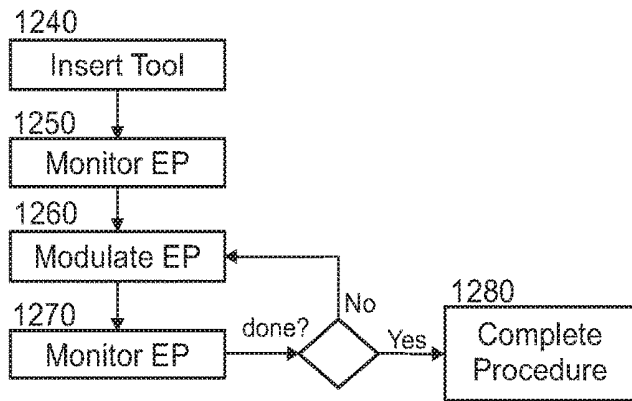 1240
Insert Tool
1250
Monitor EP
1260
Modulate EP
1270
Monitor EP
done?
No
Yes
1280
Complete
Procedure